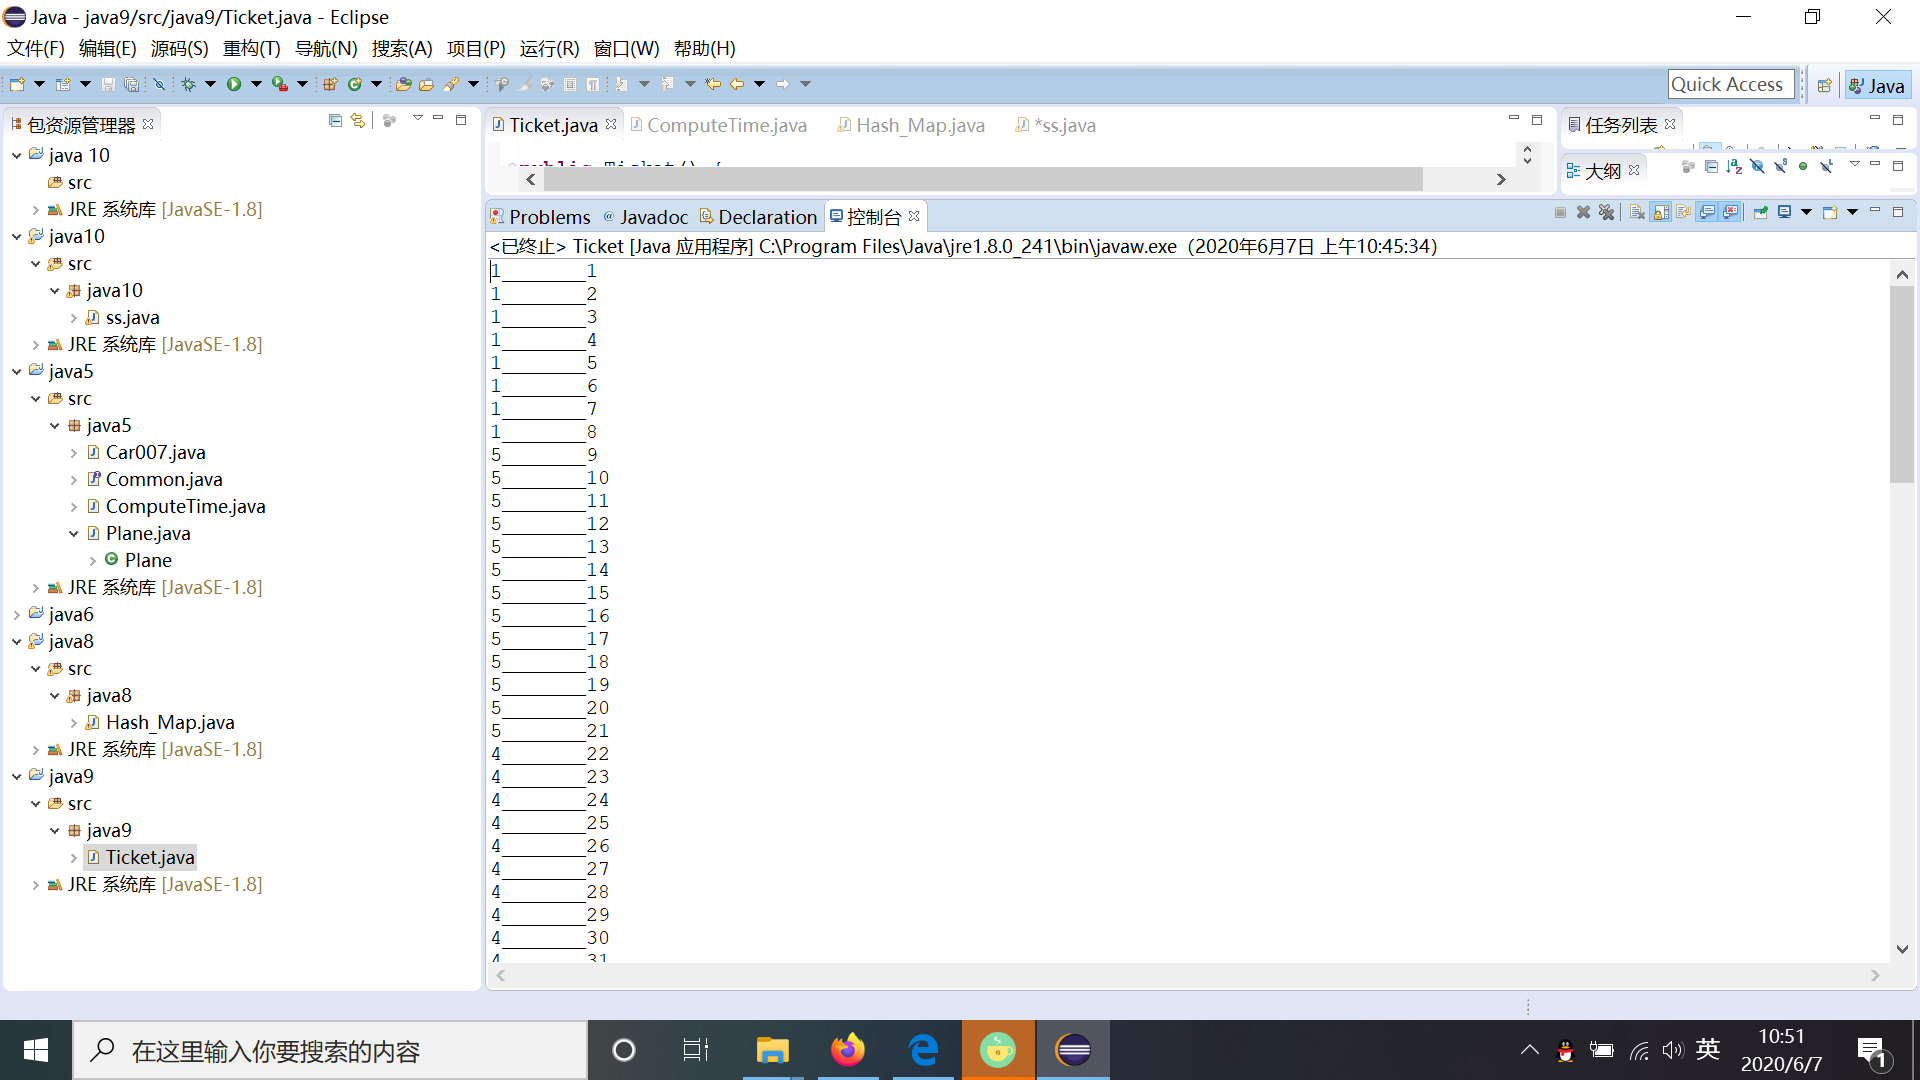 Java - java9/src/java9/Ticket.java - Eclipse
文件(F) 编辑(E) 源码(S) 重构(T) 导航(N) 搜索(A) 项目(P) 运行(R) 窗口(W) 帮助(H)
Quick Access
Java
包资源管理器
java 10
src
JRE 系统库 [JavaSE-1.8]
java10
src
java10
ss.java
JRE 系统库 [JavaSE-1.8]
java5
src
java5
Car007.java
Common.java
ComputeTime.java
Plane.java
Plane
JRE 系统库 [JavaSE-1.8]
java6
java8
src
java8
Hash_Map.java
JRE 系统库 [JavaSE-1.8]
java9
src
java9
Ticket.java
JRE 系统库 [JavaSE-1.8]
Ticket.java ComputeTime.java Hash_Map.java *ss.java
public Ticket() {
任务列表
大纲
Problems @ Javadoc Declaration 控制台
<已终止> Ticket [Java 应用程序] C:\Program Files\Java\jre1.8.0_241\bin\javaw.exe（2020年6月7日 上午10:45:34）
1________1
1________2
1________3
1________4
1________5
1________6
1________7
1________8
5________9
5________10
5________11
5________12
5________13
5________14
5________15
5________16
5________17
5________18
5________19
5________20
5________21
4________22
4________23
4________24
4________25
4________26
4________27
4________28
4________29
4________30
4________31
在这里输入你要搜索的内容
英
10:51
2020/6/7
1